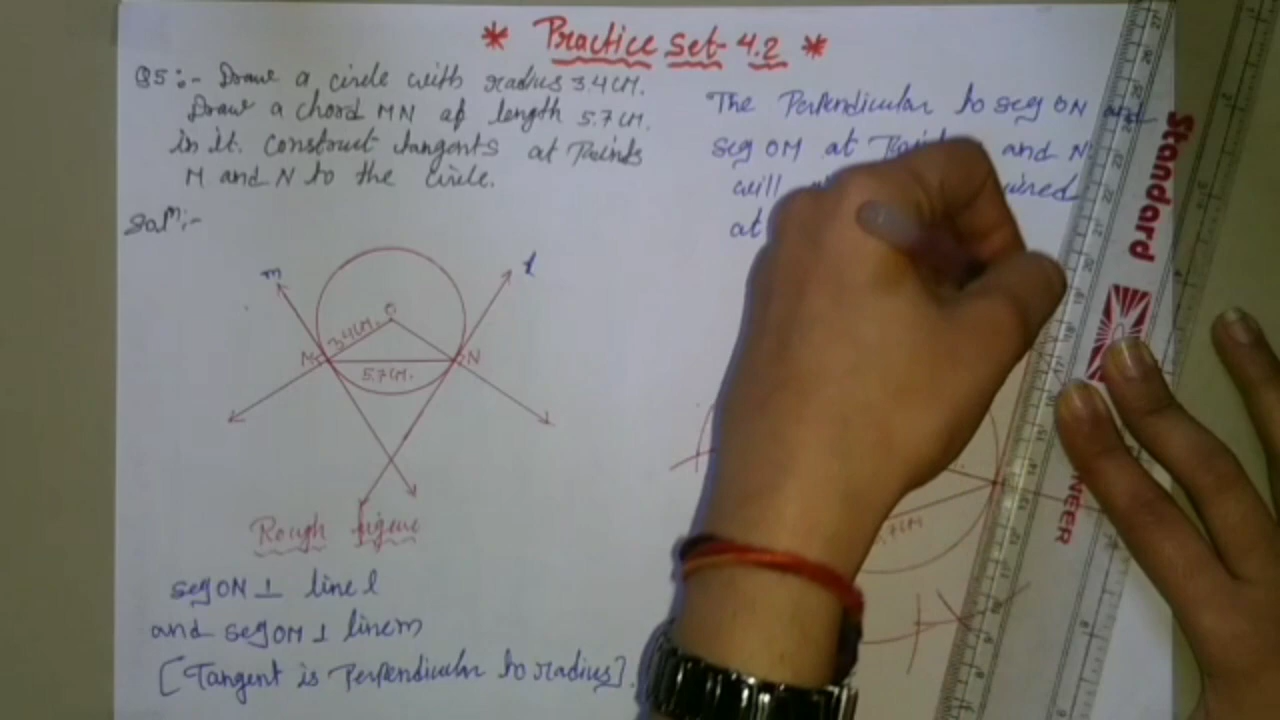 * Practice set-4.2 *
Q5:- Draw a circle with radius 3.4 CM.
Draw a chord MN of length 5.7 CM.
in it. construct tangents at Points
M and N to the circle.
Solⁿ:-
m
l
O
3.4 CM.
M
N
5.7 CM.
Rough figure
seg ON ⊥ line l
and seg OM ⊥ line m
[Tangent is Perpendicular to radius].
The Perpendicular to seg ON and
seg OM at and N
will
at
Standard